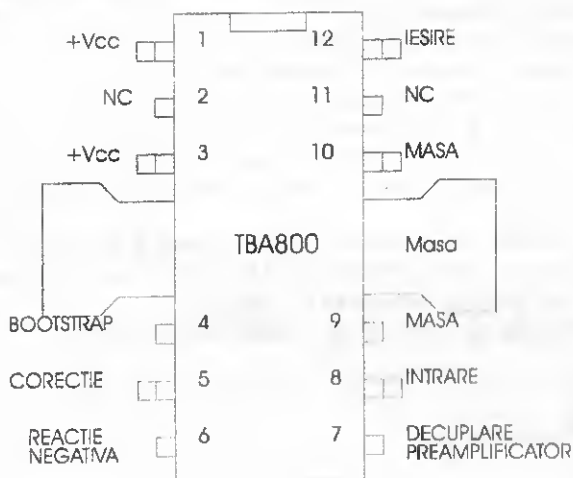 +Vcc 1 12 IESIRE
NC 2 11 NC
+Vcc 3 10 MASA
TBA800 Masa
BOOTSTRAP 4 9 MASA
CORECTIE 5 8 INTRARE
REACTIE
NEGATIVA 6 7 DECUPLARE
PREAMPLIFICATOR